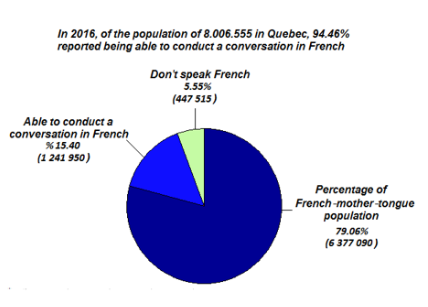 In 2016, of the population of 8.006.555 in Quebec, 94.46%
reported being able to conduct a conversation in French
Don't speak French
5.55%
(447 515 )
Able to conduct a
conversation in French
% 15.40
(1 241 950 )
Percentage of
French-mother-tongue
population
79.06%
(6 377 090 )